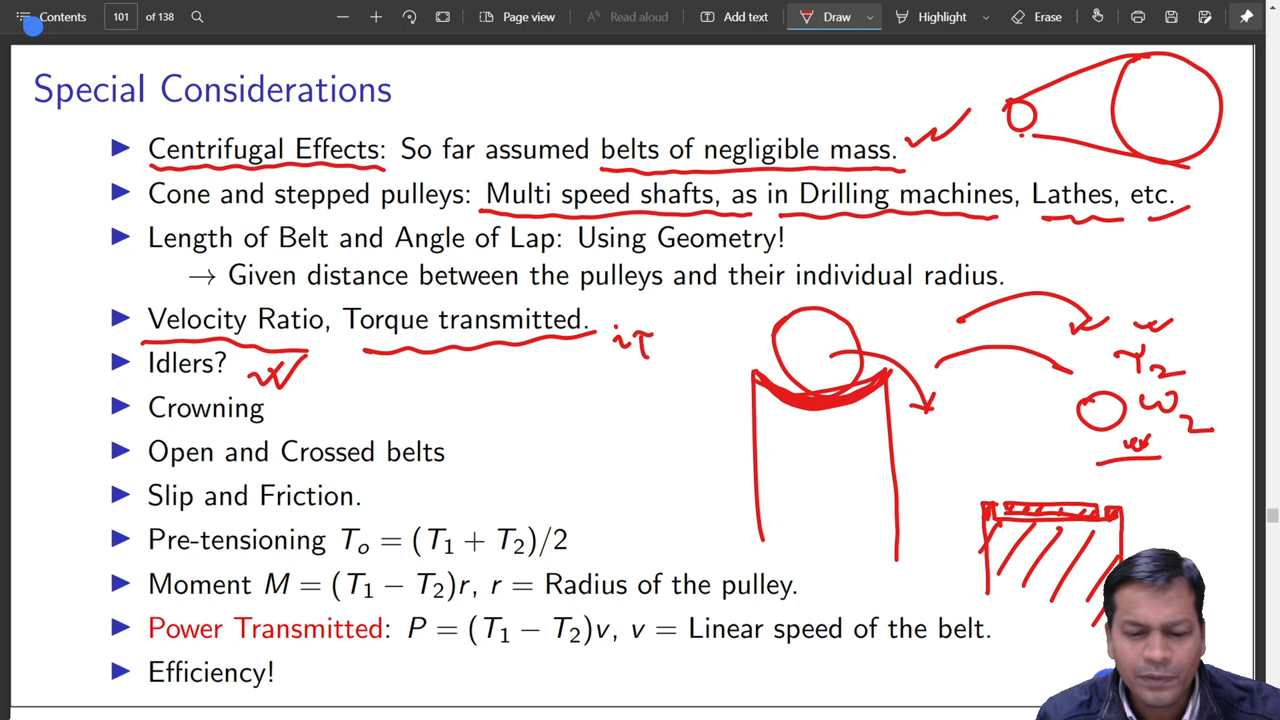 Contents 101 of 138 Page view Read aloud Add text Draw Highlight Erase
Special Considerations
Centrifugal Effects: So far assumed belts of negligible mass.
Cone and stepped pulleys: Multi speed shafts, as in Drilling machines, Lathes, etc.
Length of Belt and Angle of Lap: Using Geometry!
→ Given distance between the pulleys and their individual radius.
Velocity Ratio, Torque transmitted.
Idlers?
Crowning
Open and Crossed belts
Slip and Friction.
Pre-tensioning Tₒ = (T₁ + T₂)/2
Moment M = (T₁ − T₂)r, r = Radius of the pulley.
Power Transmitted: P = (T₁ − T₂)v, v = Linear speed of the belt.
Efficiency!
ω₂